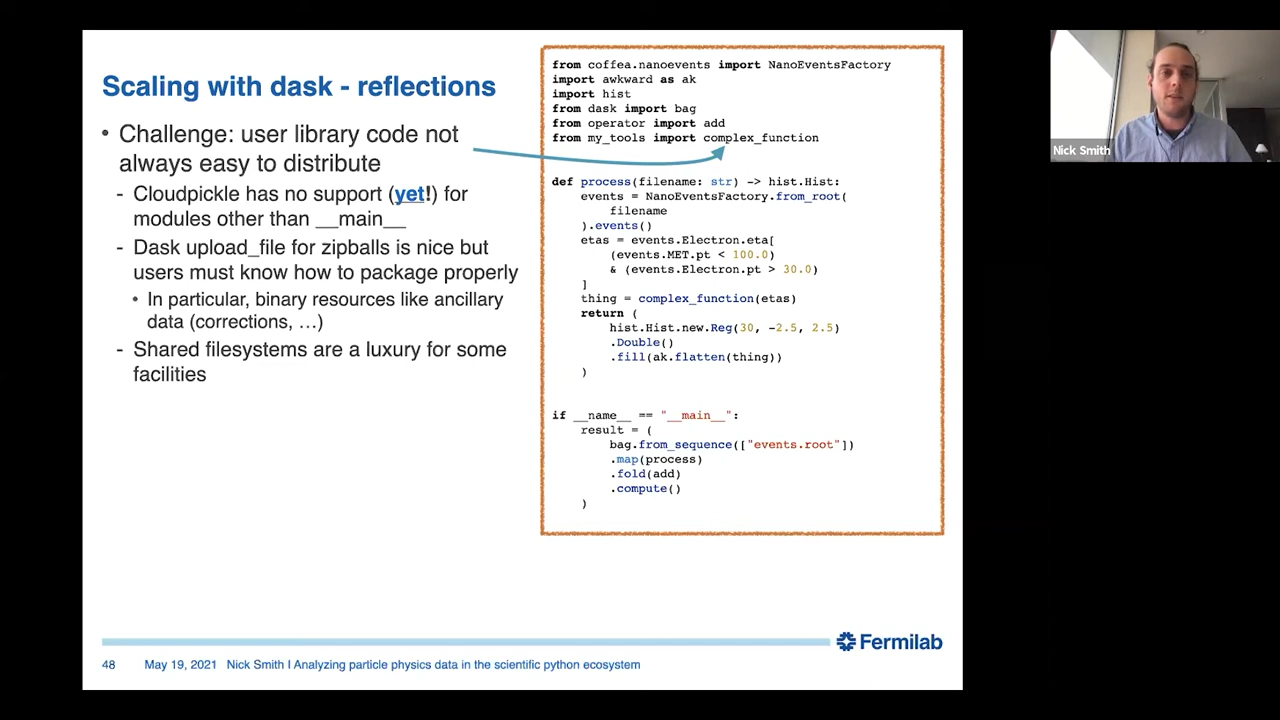 Scaling with dask - reflections
• Challenge: user library code not
always easy to distribute
- Cloudpickle has no support (yet!) for
modules other than __main__
- Dask upload_file for zipballs is nice but
users must know how to package properly
• In particular, binary resources like ancillary
data (corrections, …)
- Shared filesystems are a luxury for some
facilities
from coffea.nanoevents import NanoEventsFactory
import awkward as ak
import hist
from dask import bag
from operator import add
from my_tools import complex_function
def process(filename: str) -> hist.Hist:
    events = NanoEventsFactory.from_root(
        filename
    ).events()
    etas = events.Electron.eta[
        (events.MET.pt < 100.0)
        & (events.Electron.pt > 30.0)
    ]
    thing = complex_function(etas)
    return (
        hist.Hist.new.Reg(30, -2.5, 2.5)
        .Double()
        .fill(ak.flatten(thing))
    )
if __name__ == "__main__":
    result = (
        bag.from_sequence(["events.root"])
        .map(process)
        .fold(add)
        .compute()
    )
Fermilab
48 May 19, 2021 Nick Smith | Analyzing particle physics data in the scientific python ecosystem
Nick Smith